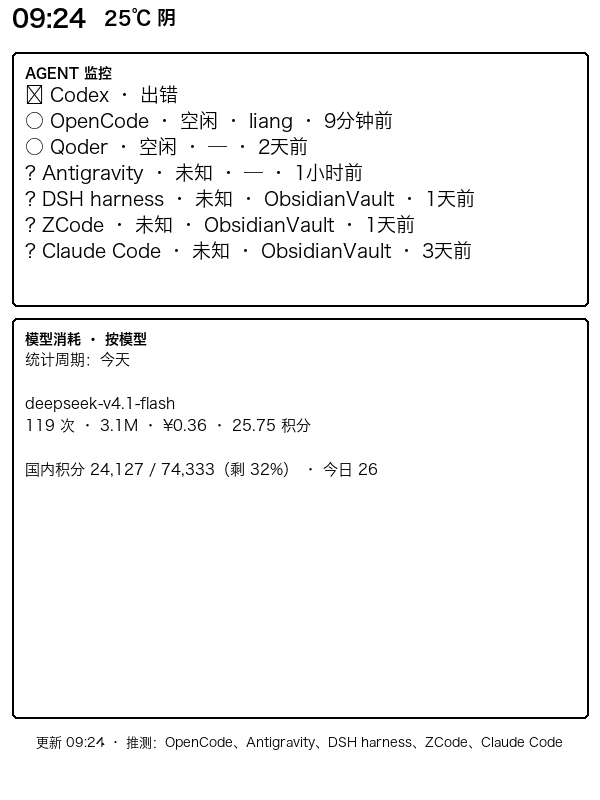 09:24 25℃ 阴
AGENT 监控
☒ Codex · 出错
○ OpenCode · 空闲 · liang · 9分钟前
○ Qoder · 空闲 · — · 2天前
? Antigravity · 未知 · — · 1小时前
? DSH harness · 未知 · ObsidianVault · 1天前
? ZCode · 未知 · ObsidianVault · 1天前
? Claude Code · 未知 · ObsidianVault · 3天前
模型消耗 · 按模型
统计周期：今天
deepseek-v4.1-flash
119 次 · 3.1M · ¥0.36 · 25.75 积分
国内积分 24,127 / 74,333（剩 32%） · 今日 26
更新 09:24 · 推测：OpenCode、Antigravity、DSH harness、ZCode、Claude Code